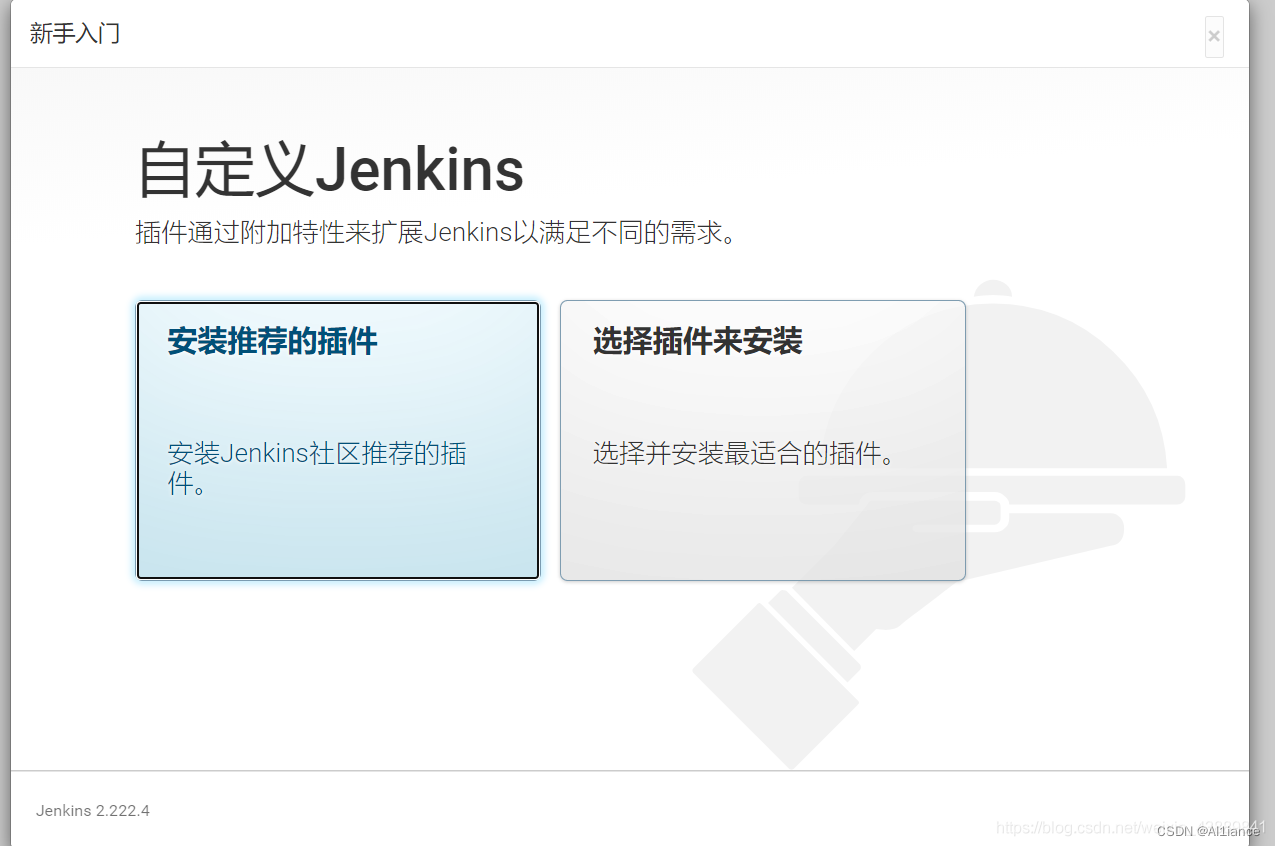 新手入门
×
自定义Jenkins
插件通过附加特性来扩展Jenkins以满足不同的需求。
安装推荐的插件
安装Jenkins社区推荐的插
件。
选择插件来安装
选择并安装最适合的插件。
Jenkins 2.222.4
https://blog.csdn.net/
CSDN @Al1iance